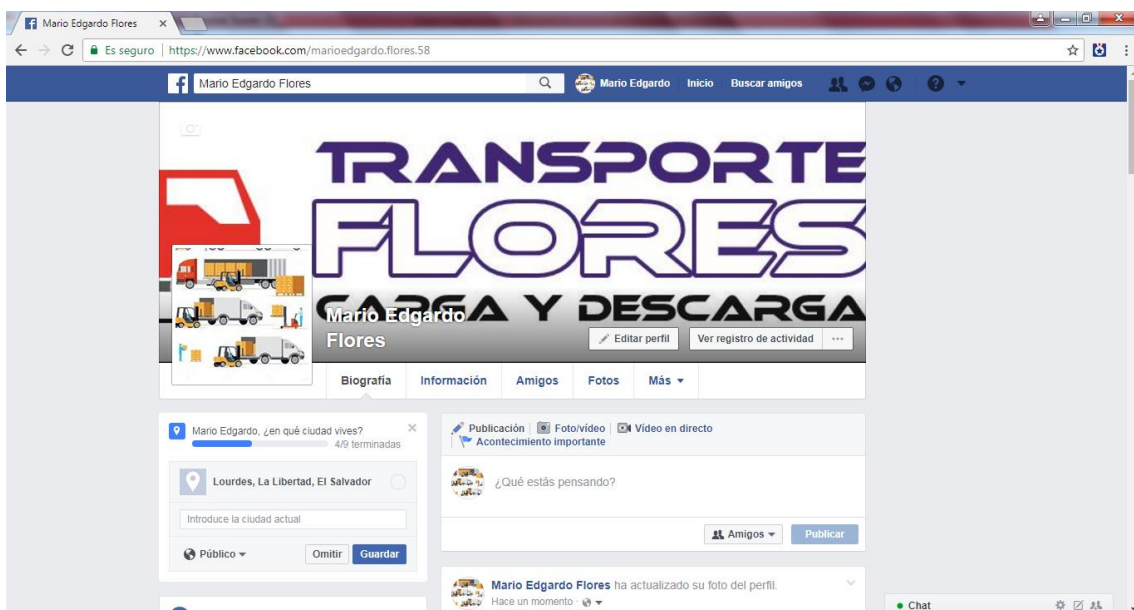 Mario Edgardo Flores
Es seguro
https://www.facebook.com/marioedgardo.flores.58
Mario Edgardo Flores
Mario Edgardo
Inicio
Buscar amigos
TRANSPORTE
FLORES
CARGA Y DESCARGA
Mario Edgardo
Flores
Editar perfil
Ver registro de actividad
Biografía
Información
Amigos
Fotos
Más
Mario Edgardo, ¿en qué ciudad vives?
4/9 terminadas
Lourdes, La Libertad, El Salvador
Introduce la ciudad actual
Público
Omitir
Guardar
Publicación
Foto/vídeo
Vídeo en directo
Acontecimiento importante
¿Qué estás pensando?
Amigos
Publicar
Mario Edgardo Flores ha actualizado su foto del perfil.
Hace un momento
Chat